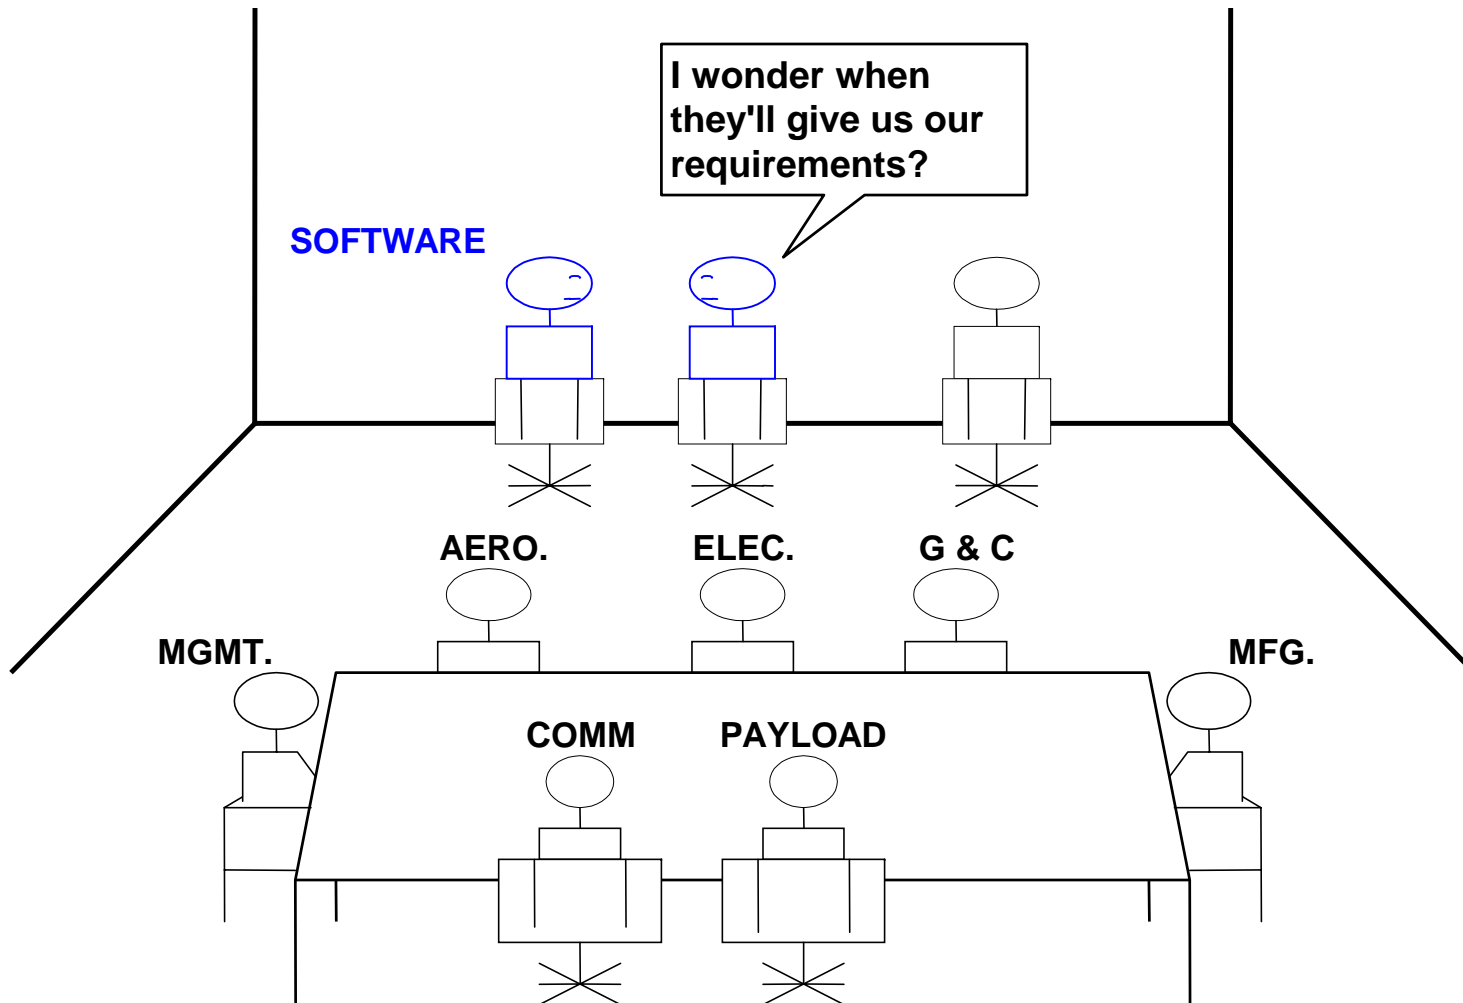 I wonder when
they'll give us our
requirements?
SOFTWARE
AERO.
ELEC.
G & C
MGMT.
MFG.
COMM
PAYLOAD